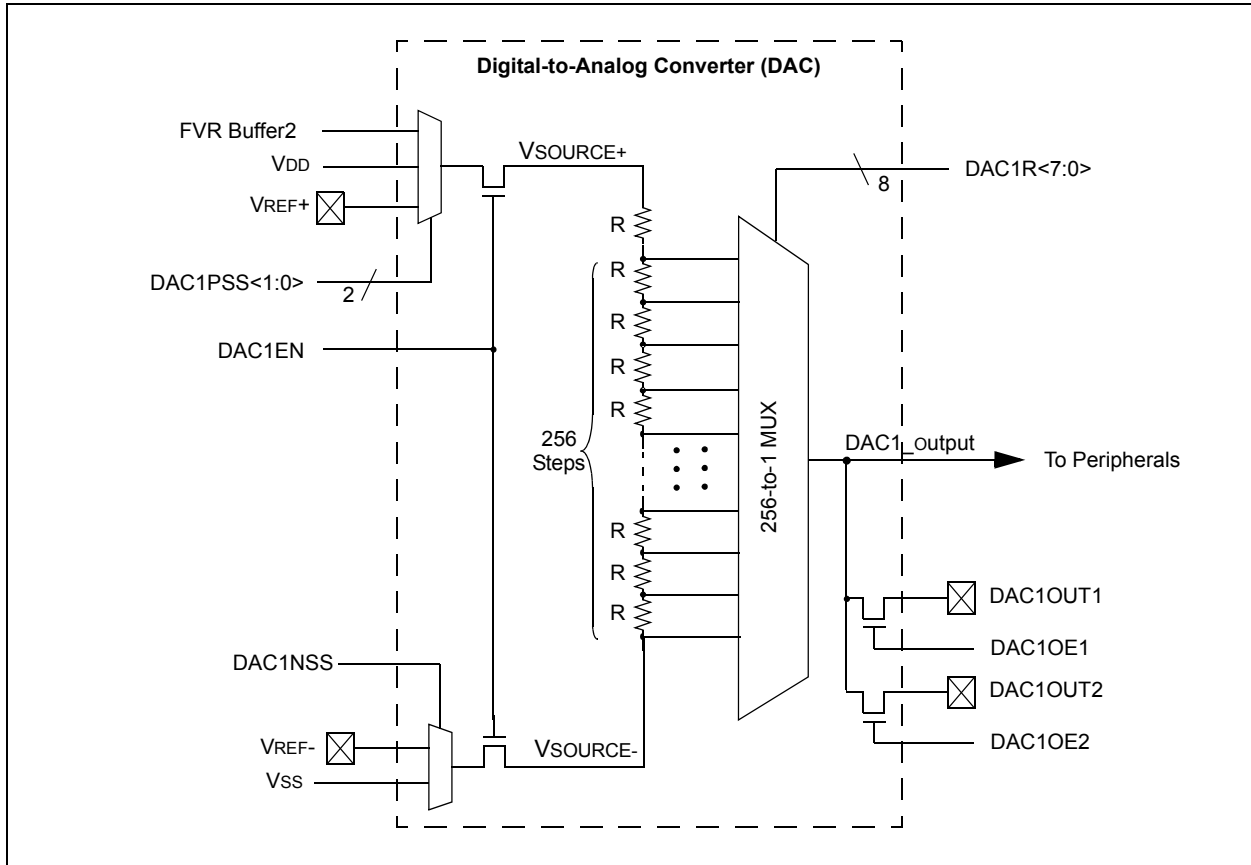 Digital-to-Analog Converter (DAC)
FVR Buffer2
VDD
VREF+
DAC1PSS<1:0>
2
DAC1EN
VSOURCE+
R
R
R
R
R
256
Steps
R
R
R
8
DAC1R<7:0>
256-to-1 MUX
DAC1_output
To Peripherals
DAC1OUT1
DAC1OE1
DAC1OUT2
DAC1OE2
DAC1NSS
VREF-
VSS
VSOURCE-